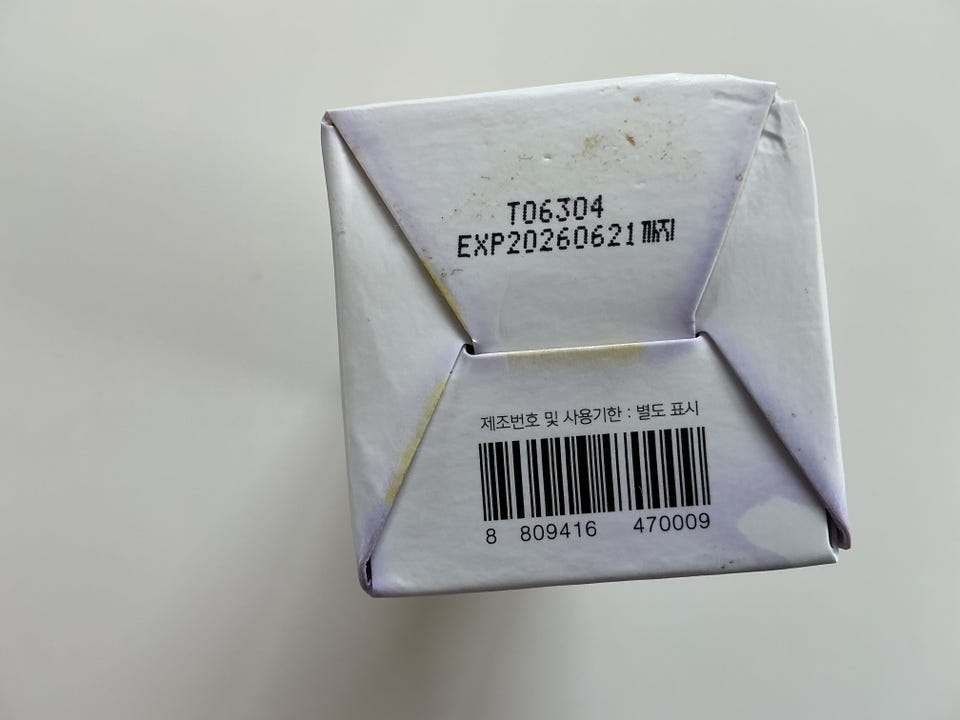 T06304
EXP20260621까지
제조번호 및 사용기한 : 별도 표시
8 809416 470009